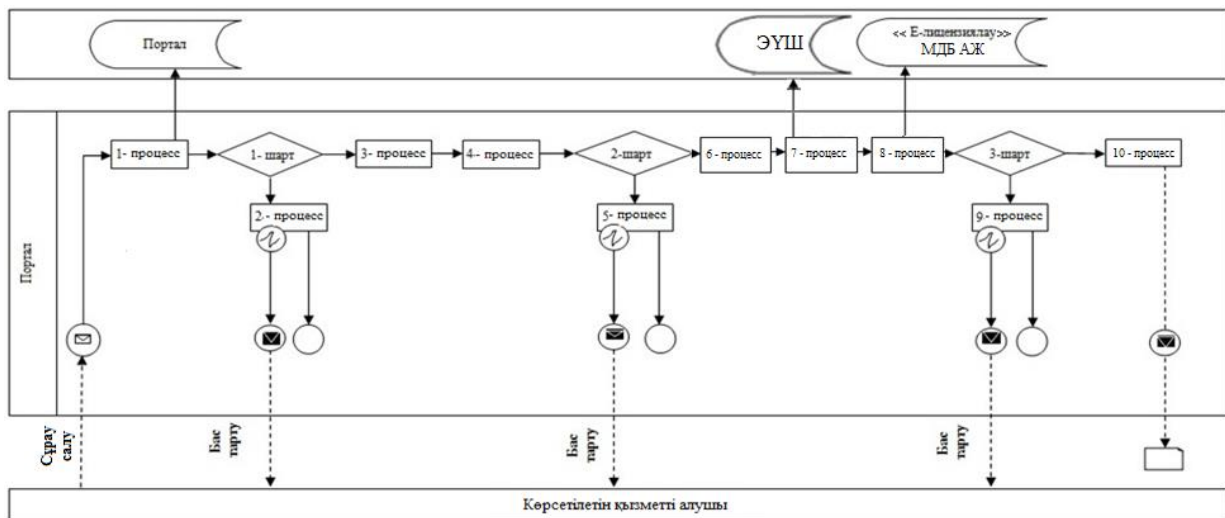 Портал
ЭҮШ
<< Е-лицензиялау>>
МДБ АЖ
1- процесс
1- шарт
3- процесс
4- процесс
2-шарт
6 - процесс
7 - процесс
8 - процесс
3-шарт
10 - процесс
2 - процесс
5- процесс
9 - процесс
Портал
Сұрау
салу
Бас
тарту
Бас
тарту
Бас
тарту
Көрсетілетін қызметті алушы